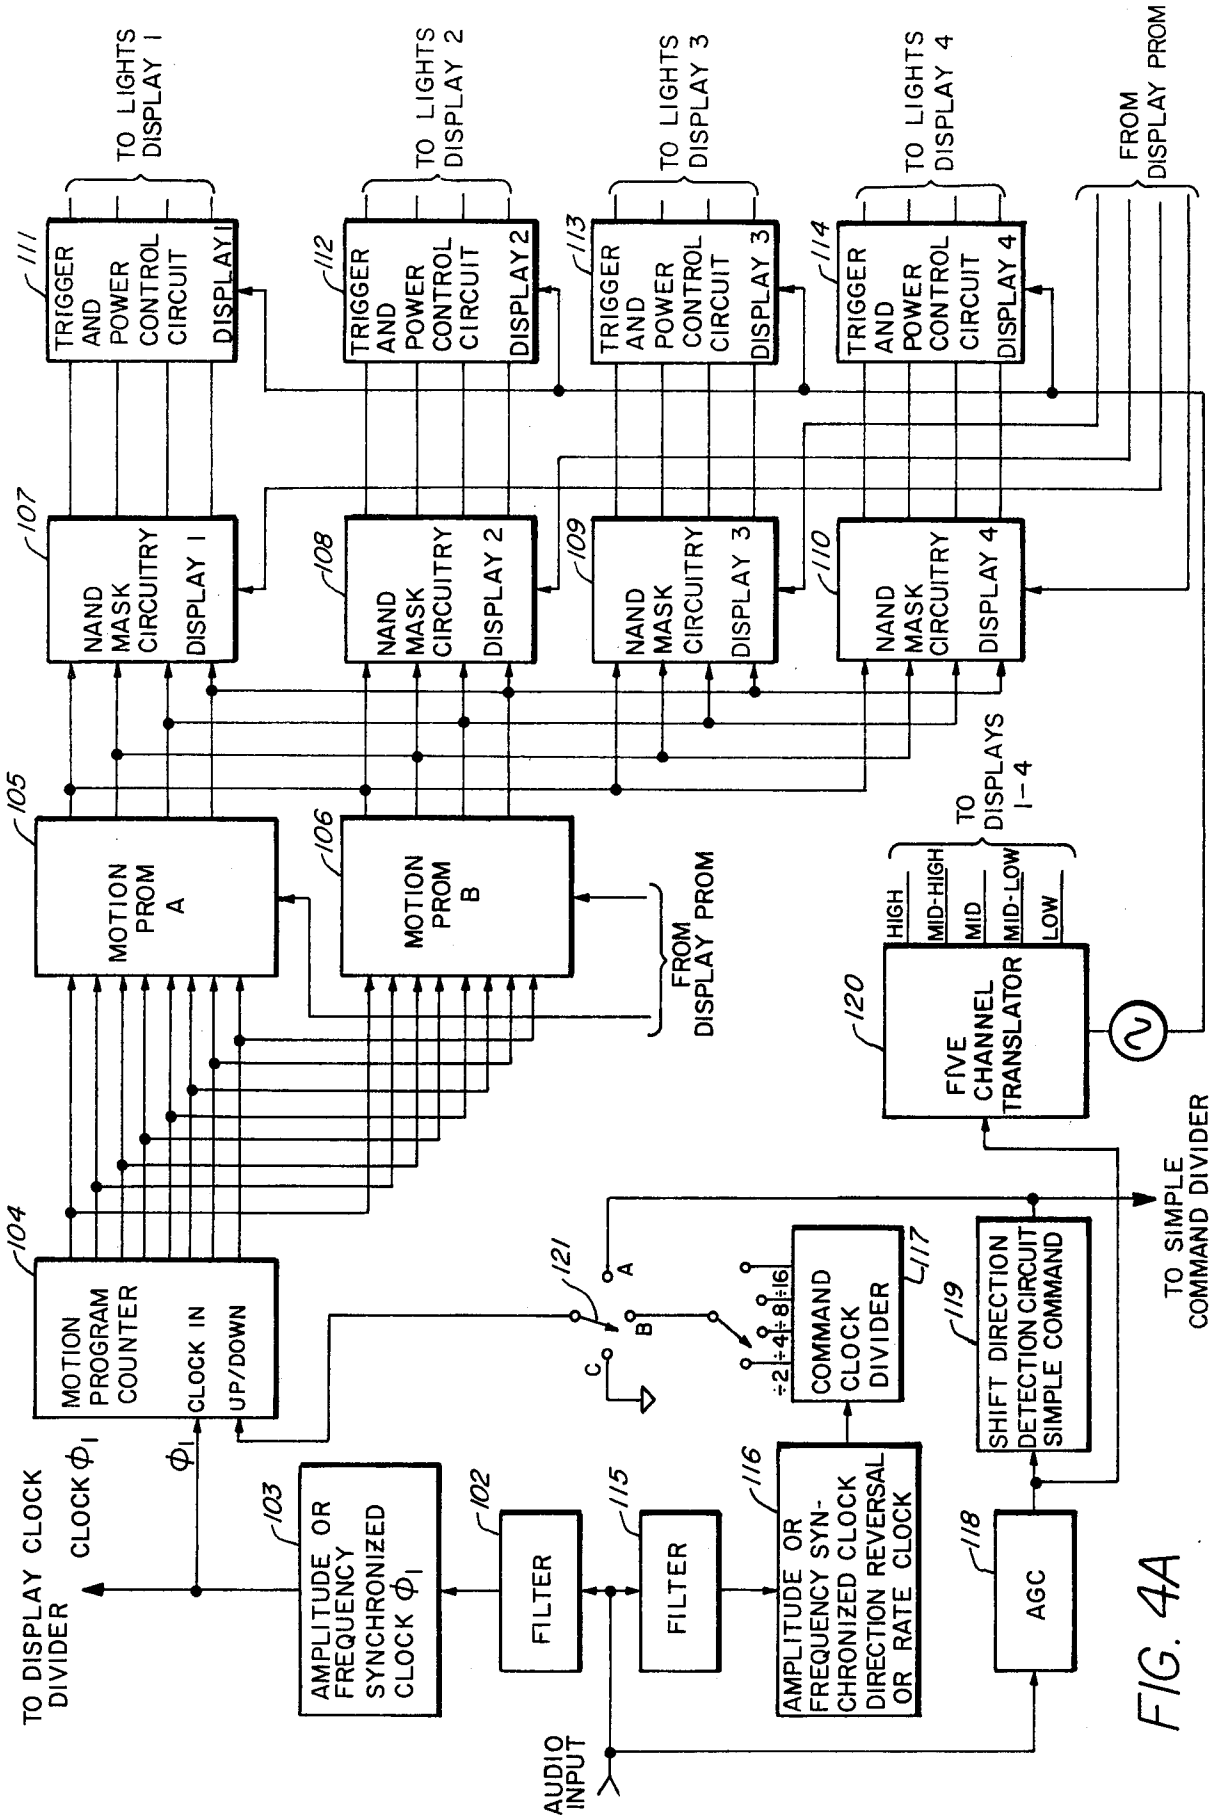 TO DISPLAY CLOCK
DIVIDER
CLOCK ϕ1
ϕ1
AUDIO
INPUT
103
AMPLITUDE OR
FREQUENCY
SYNCHRONIZED
CLOCK ϕ1
102
FILTER
115
FILTER
116
AMPLITUDE OR
FREQUENCY SYN-
CHRONIZED CLOCK
DIRECTION REVERSAL
OR RATE CLOCK
118
AGC
104
MOTION
PROGRAM
COUNTER
CLOCK IN
UP/DOWN
121
A
B
C
÷2
÷4
÷8
÷16
COMMAND
CLOCK
DIVIDER
117
119
SHIFT DIRECTION
DETECTION CIRCUIT
SIMPLE COMMAND
TO SIMPLE
COMMAND DIVIDER
105
MOTION
PROM
A
106
MOTION
PROM
B
FROM
DISPLAY PROM
120
FIVE
CHANNEL
TRANSLATOR
HIGH
MID-HIGH
MID
MID-LOW
LOW
TO
DISPLAYS
1-4
107
NAND
MASK
CIRCUITRY
DISPLAY 1
108
NAND
MASK
CIRCUITRY
DISPLAY 2
109
NAND
MASK
CIRCUITRY
DISPLAY 3
110
NAND
MASK
CIRCUITRY
DISPLAY 4
111
TRIGGER
AND
POWER
CONTROL
CIRCUIT
DISPLAY 1
112
TRIGGER
AND
POWER
CONTROL
CIRCUIT
DISPLAY 2
113
TRIGGER
AND
POWER
CONTROL
CIRCUIT
DISPLAY 3
114
TRIGGER
AND
POWER
CONTROL
CIRCUIT
DISPLAY 4
TO LIGHTS
DISPLAY 1
TO LIGHTS
DISPLAY 2
TO LIGHTS
DISPLAY 3
TO LIGHTS
DISPLAY 4
FROM
DISPLAY PROM
FIG. 4A